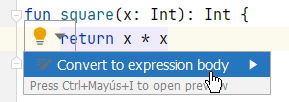 fun square(x: Int): Int {
return x * x
Convert to expression body
Press Ctrl+Mayús+I to open preview